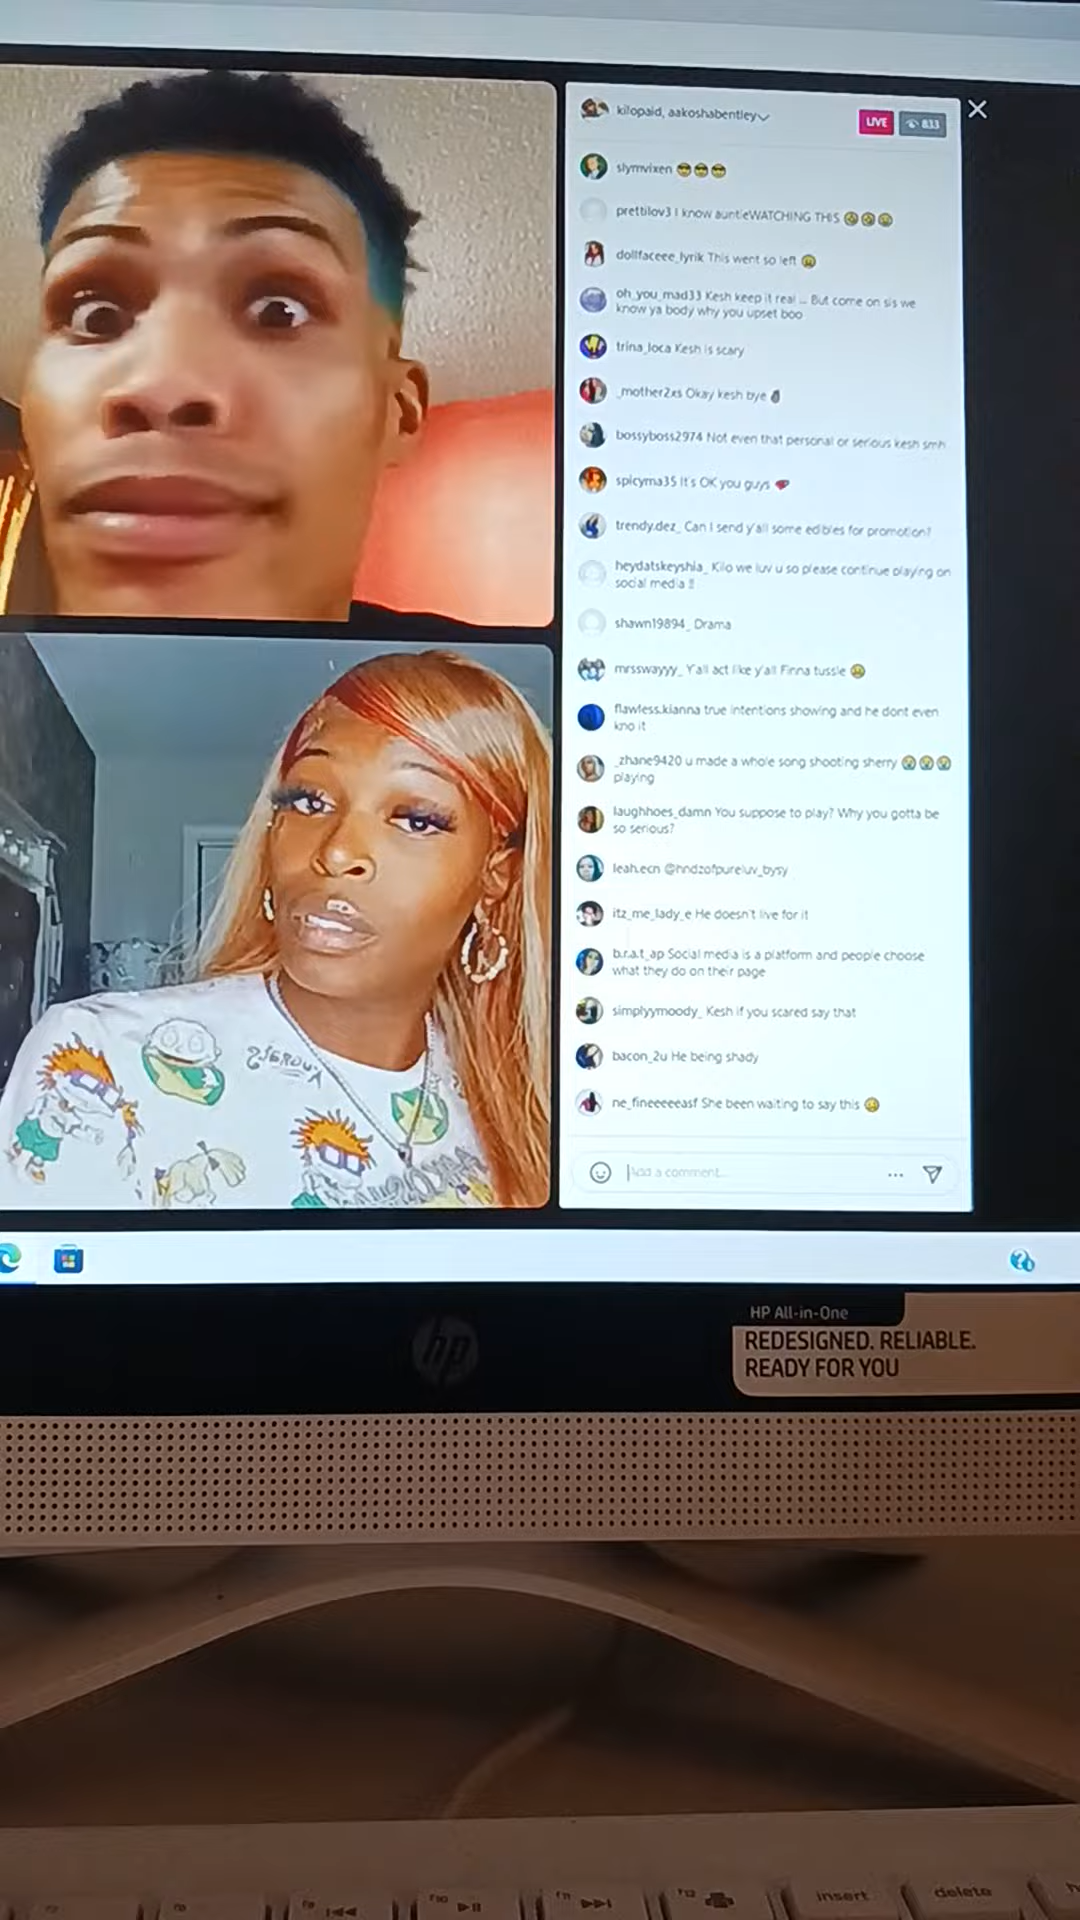 kilopaid, aakoshabentley
LIVE
833
slymvixen 😎😎😎
prettilov3 I know auntieWATCHING THIS
dollfaceee_lyrik This went so left
oh_you_mad33 Kesh keep it real ... But come on sis we
know ya body why you upset boo
trina_loca Kesh is scary
_mother2xs Okay kesh bye
bossyboss2974 Not even that personal or serious kesh smh
spicyma35 It's OK you guys
trendy.dez_ Can I send y'all some edibles for promotion?
heydatskeyshia_ Kilo we luv u so please continue playing on
social media !!
shawn19894_ Drama
mrsswayyy_ Y'all act like y'all Finna tussle
flawless.kianna true intentions showing and he dont even
kno it
_zhane9420 u made a whole song shooting sherry 😭😭😭
playing
laughhoes_damn You suppose to play? Why you gotta be
so serious?
leah.ecn @hndzofpureluv_bysy
itz_me_lady_e He doesn't live for it
b.r.a.t_ap Social media is a platform and people choose
what they do on their page
simplyymoody_ Kesh if you scared say that
bacon_2u He being shady
ne_fineeeeeasf She been waiting to say this
Add a comment...
hp
HP All-in-One
REDESIGNED. RELIABLE.
READY FOR YOU
f10
f11
f12
insert
delete